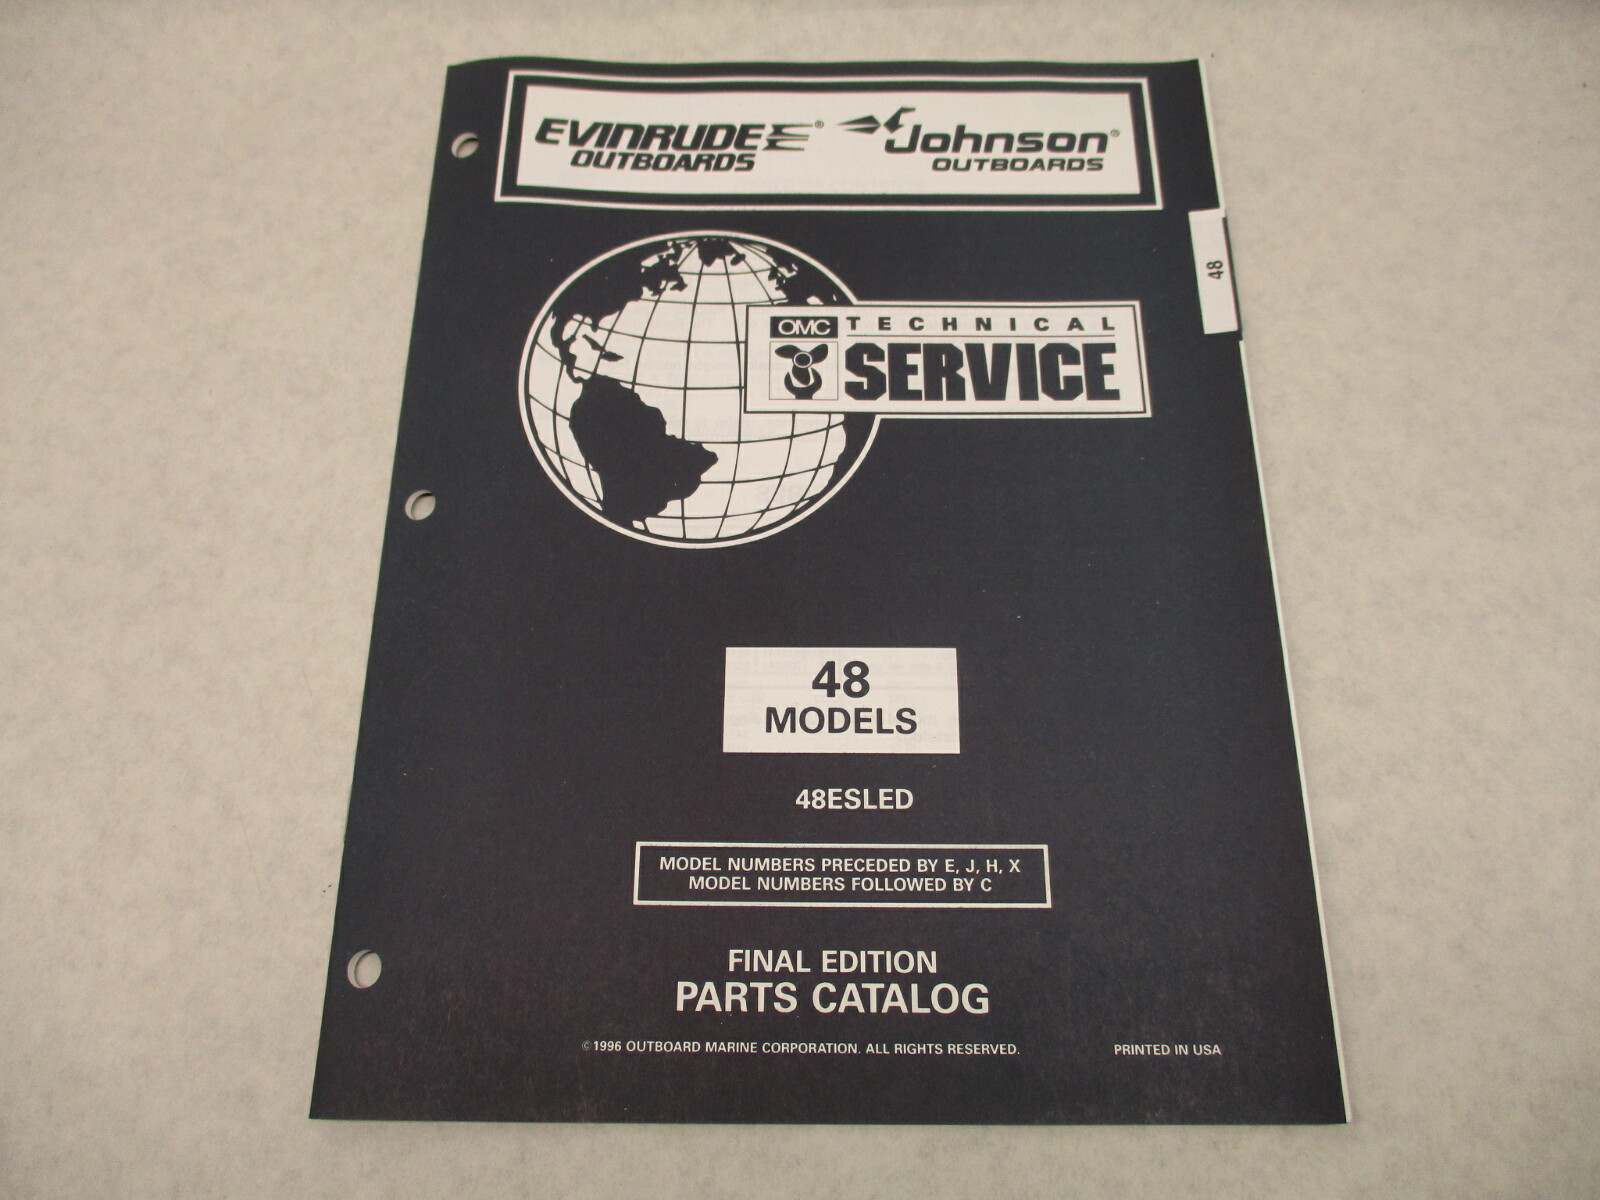 EVINRUDE®
OUTBOARDS
Johnson®
OUTBOARDS
48
OMC TECHNICAL
SERVICE
48
MODELS
48ESLED
MODEL NUMBERS PRECEDED BY E, J, H, X
MODEL NUMBERS FOLLOWED BY C
FINAL EDITION
PARTS CATALOG
©1996 OUTBOARD MARINE CORPORATION. ALL RIGHTS RESERVED.
PRINTED IN USA